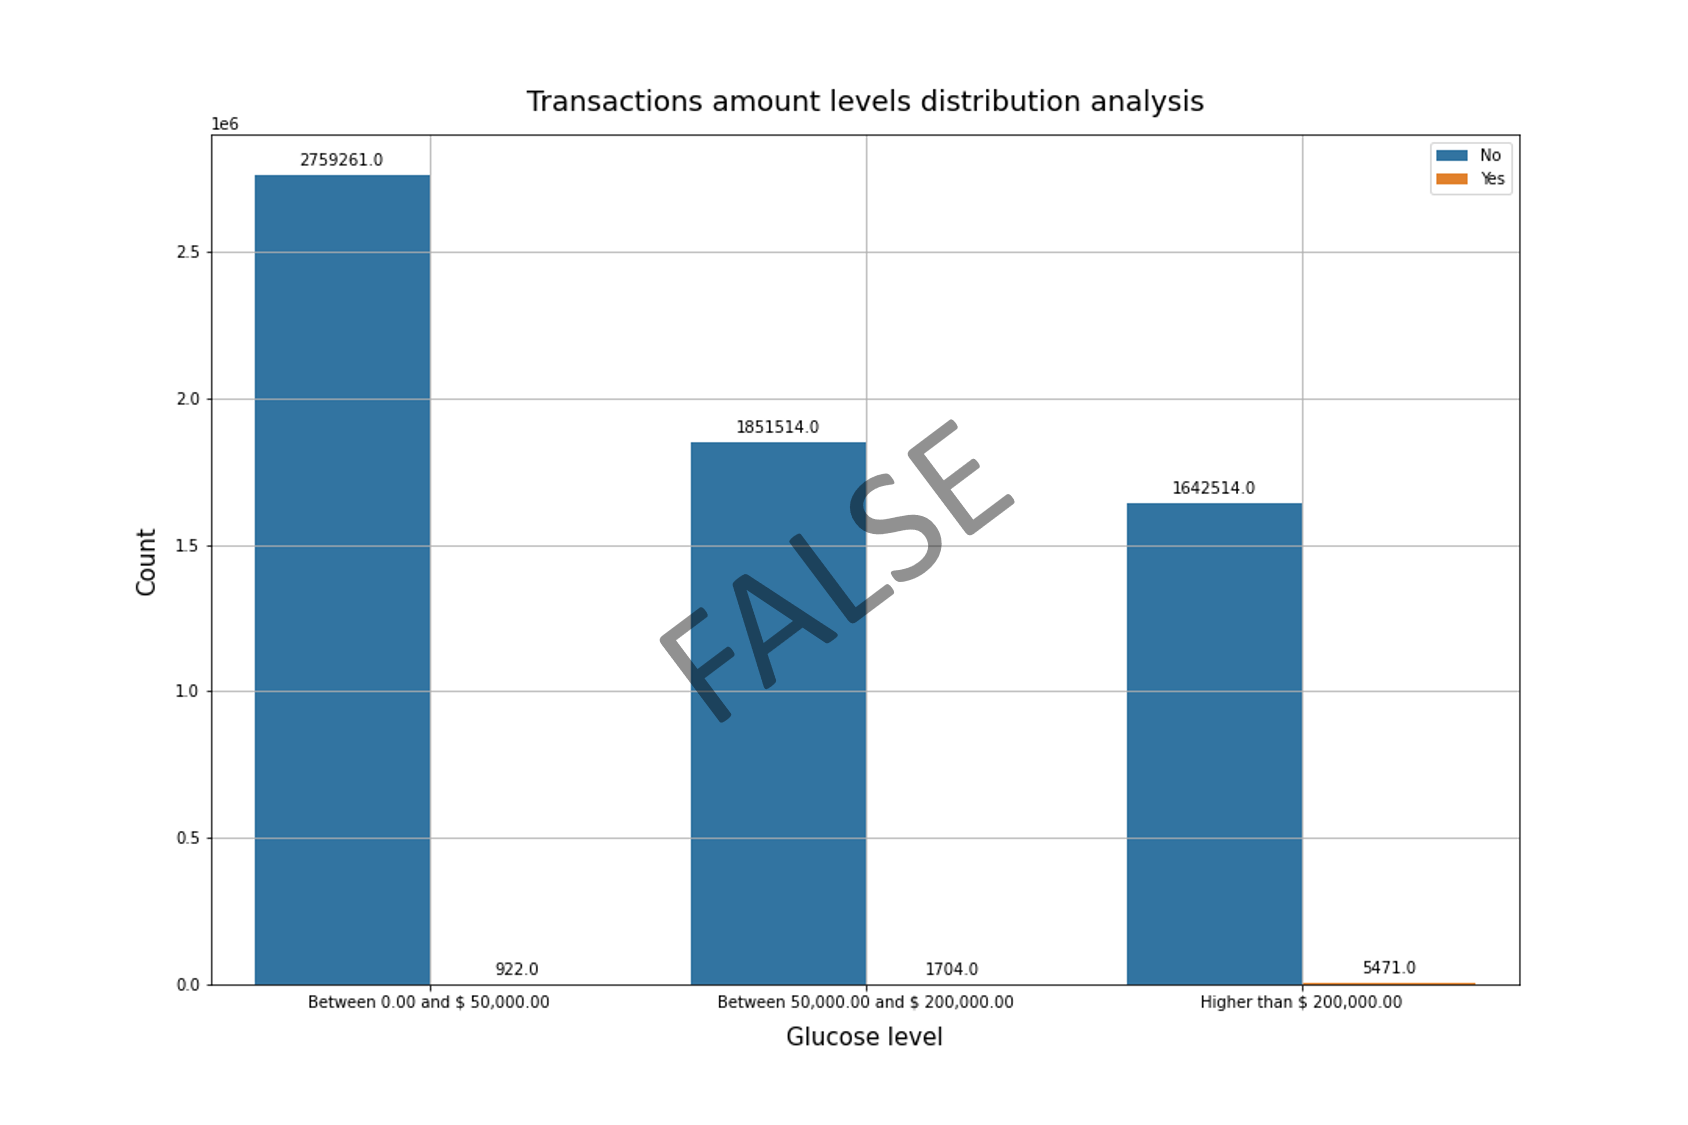 Transactions amount levels distribution analysis
1e6
2759261.0
No
Yes
2.5
2.0
1851514.0
1642514.0
FALSE
1.5
Count
1.0
0.5
922.0
1704.0
5471.0
0.0
Between 0.00 and $ 50,000.00
Between 50,000.00 and $ 200,000.00
Higher than $ 200,000.00
Glucose level